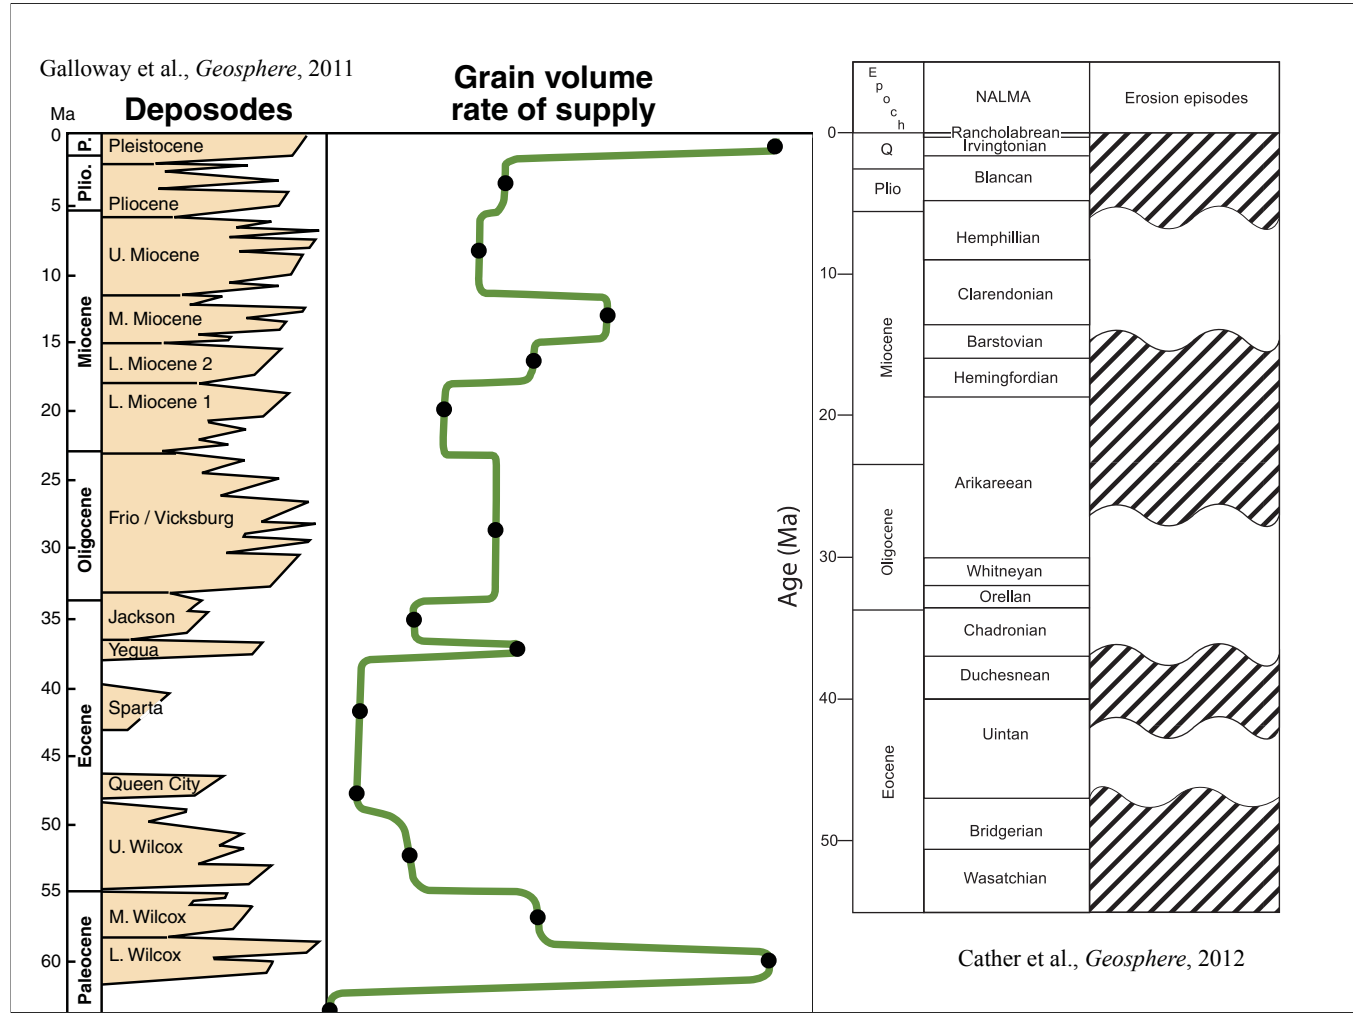 Galloway et al., Geosphere, 2011
Ma
Deposodes
Grain volume
rate of supply
0
5
10
15
20
25
30
35
40
45
50
55
60
P.
Plio.
Miocene
Oligocene
Eocene
Paleocene
Pleistocene
Pliocene
U. Miocene
M. Miocene
L. Miocene 2
L. Miocene 1
Frio / Vicksburg
Jackson
Yegua
Sparta
Queen City
U. Wilcox
M. Wilcox
L. Wilcox
Age (Ma)
Epoch
NALMA
Erosion episodes
0
10
20
30
40
50
Q
Plio
Miocene
Oligocene
Eocene
Rancholabrean
Irvingtonian
Blancan
Hemphillian
Clarendonian
Barstovian
Hemingfordian
Arikareean
Whitneyan
Orellan
Chadronian
Duchesnean
Uintan
Bridgerian
Wasatchian
Cather et al., Geosphere, 2012